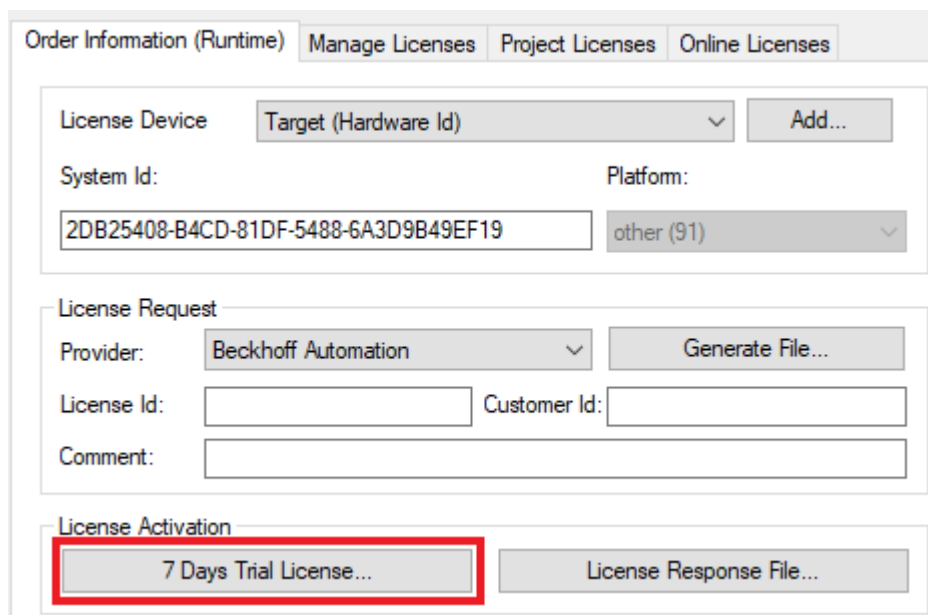 Order Information (Runtime) Manage Licenses Project Licenses Online Licenses
License Device Target (Hardware Id) Add...
System Id: Platform:
2DB25408-B4CD-81DF-5488-6A3D9B49EF19 other (91)
License Request
Provider: Beckhoff Automation Generate File...
License Id: Customer Id:
Comment:
License Activation
7 Days Trial License... License Response File...